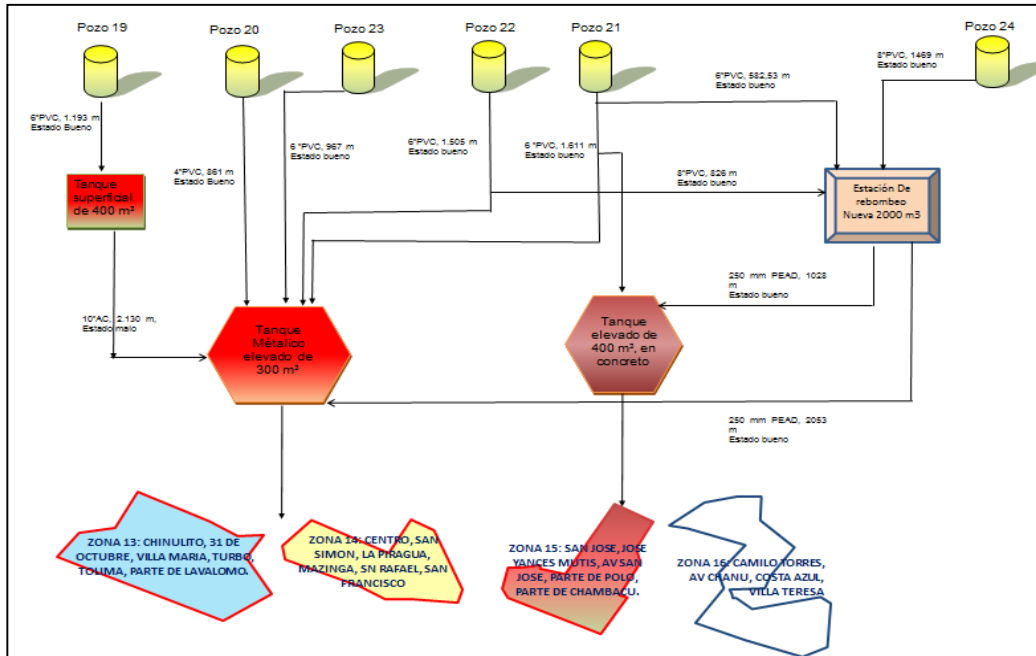 Pozo 19
Pozo 20
Pozo 23
Pozo 22
Pozo 21
Pozo 24
6"PVC, 1.193 m
Estado Bueno
4"PVC, 861 m
Estado Bueno
6 "PVC, 967 m
Estado bueno
6"PVC, 1.505 m
Estado bueno
6 "PVC, 1.611 m
Estado bueno
6"PVC, 582,53 m
Estado bueno
8"PVC, 1469 m
Estado bueno
8"PVC, 826 m
Estado bueno
Tanque
superficial
de 400 m³
Estación De
rebombeo
Nueva 2000 m3
10"AC, 2.130 m,
Estado malo
Tanque
Métalico
elevado de
300 m³
Tanque
elevado de
400 m³, en
concreto
250 mm PEAD, 1028
m
Estado bueno
250 mm PEAD, 2053
m
Estado bueno
ZONA 13: CHINULITO, 31 DE
OCTUBRE, VILLA MARIA, TURBO,
TOLIMA, PARTE DE LAVALOMO.
ZONA 14: CENTRO, SAN
SIMON, LA PIRAGUA,
MAZINGA, SN RAFAEL, SAN
FRANCISCO
ZONA 15: SAN JOSE, JOSE
YANCES MUTIS, AV SAN
JOSE, PARTE DE POLO,
PARTE DE CHAMBACU.
ZONA 16: CAMILO TORRES,
AV CHANU, COSTA AZUL,
VILLA TERESA